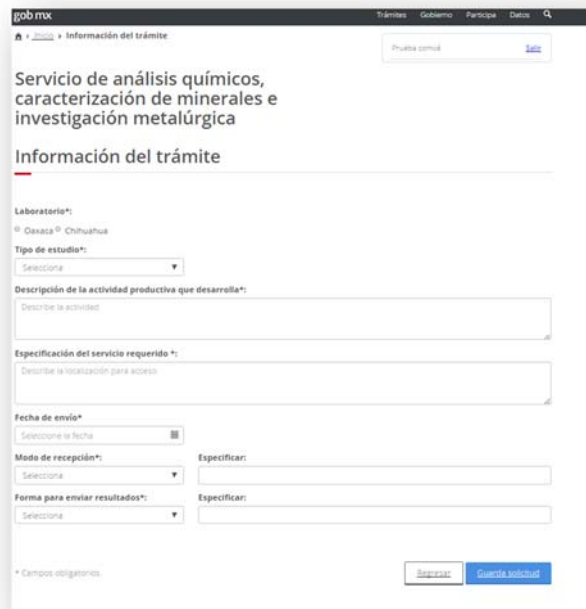 gob mx
Trámites Gobierno Participa Datos
Inicio › Información del trámite
Prueba comuá Salir
Servicio de análisis químicos,
caracterización de minerales e
investigación metalúrgica
Información del trámite
Laboratorio*:
Oaxaca Chihuahua
Tipo de estudio*:
Selecciona
Descripción de la actividad productiva que desarrolla*:
Describe la actividad
Especificación del servicio requerido *:
Describe la localización para acceso
Fecha de envío*
Seleccione la fecha
Modo de recepción*: Especificar:
Selecciona
Forma para enviar resultados*: Especificar:
Selecciona
* Campos obligatorios
Regresar Guarda solicitud